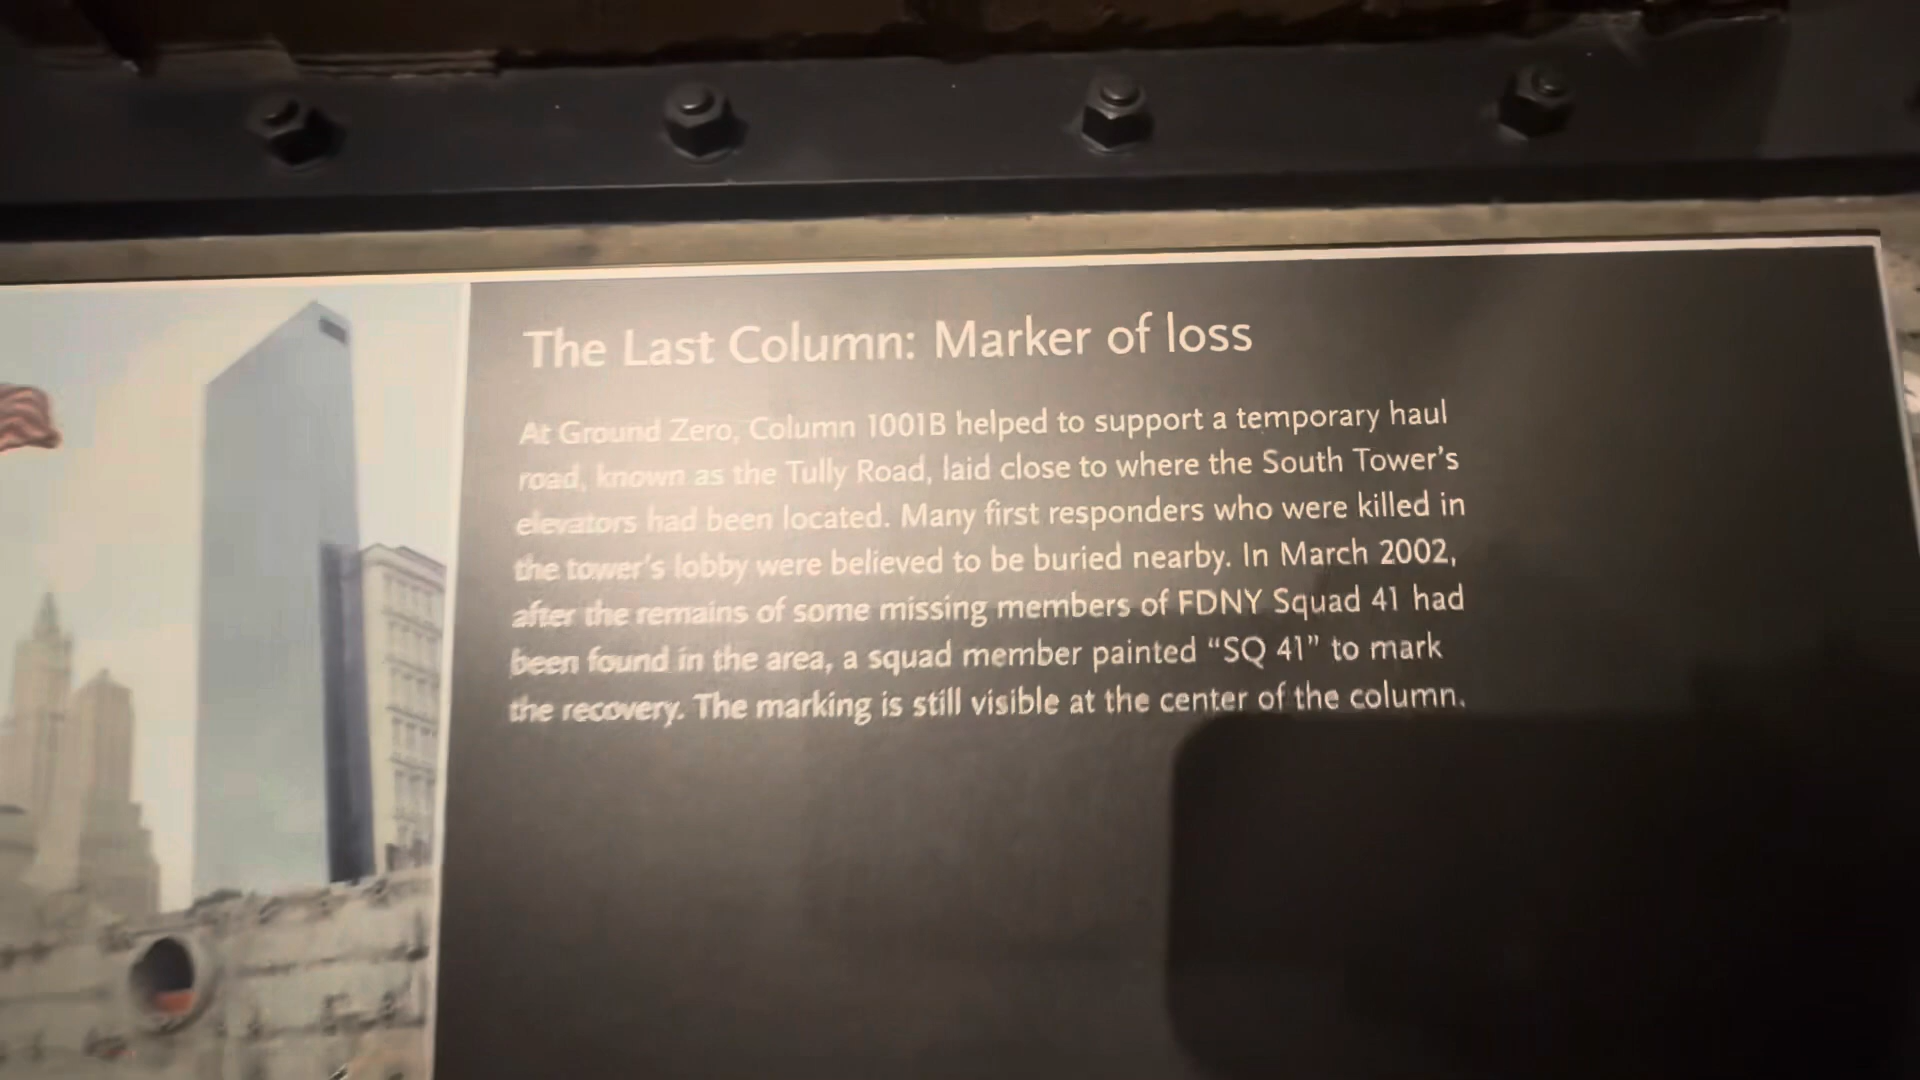 The Last Column: Marker of loss
At Ground Zero, Column 1001B helped to support a temporary haul
road, known as the Tully Road, laid close to where the South Tower's
elevators had been located. Many first responders who were killed in
the tower's lobby were believed to be buried nearby. In March 2002,
after the remains of some missing members of FDNY Squad 41 had
been found in the area, a squad member painted “SQ 41” to mark
the recovery. The marking is still visible at the center of the column.